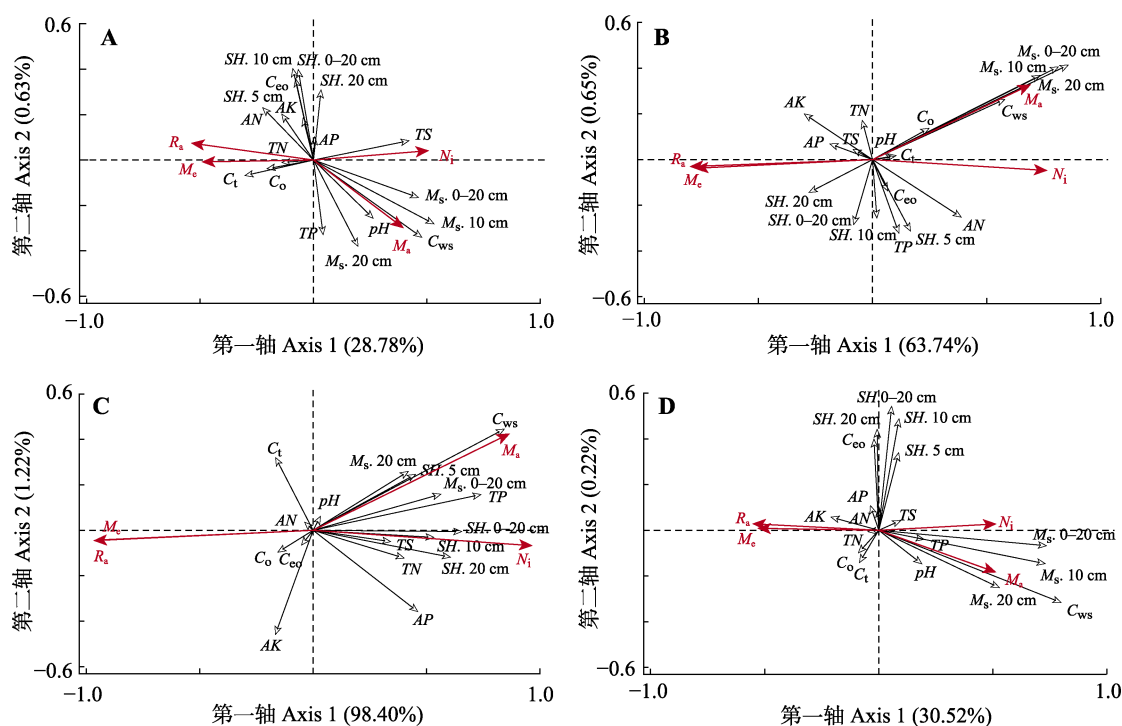 A
0.6
−0.6
−1.0
1.0
第二轴 Axis 2 (0.63%)
第一轴 Axis 1 (28.78%)
SH. 10 cm
SH. 0–20 cm
Ceo
SH. 20 cm
SH. 5 cm
AK
AN
AP
TS
Ra
TN
Ni
Me
Ct
Co
Ms. 0–20 cm
Ms. 10 cm
TP
pH
Cws
Ma
Ms. 20 cm
B
0.6
−0.6
−1.0
1.0
第二轴 Axis 2 (0.65%)
第一轴 Axis 1 (63.74%)
Ms. 0–20 cm
Ms. 10 cm
Ms. 20 cm
Ma
AK
TN
Co
Cws
AP
TS
pH
Ct
Ra
Me
Ni
SH. 20 cm
Ceo
SH. 0–20 cm
AN
SH. 10 cm
SH. 5 cm
TP
C
0.6
−0.6
−1.0
1.0
第二轴 Axis 2 (1.22%)
第一轴 Axis 1 (98.40%)
Cws
Ct
Ma
Ms. 20 cm
SH. 5 cm
Ms. 0–20 cm
TP
pH
Me
AN
SH. 0–20 cm
Ra
TS
SH. 10 cm
Ni
Co
Ceo
TN
SH. 20 cm
AP
AK
D
0.6
−0.6
−1.0
1.0
第二轴 Axis 2 (0.22%)
第一轴 Axis 1 (30.52%)
SH.0–20 cm
SH. 20 cm
SH. 10 cm
Ceo
SH. 5 cm
AP
AK
AN
TS
Ra
Ni
Me
TP
Ms. 0–20 cm
TN
Co
Ct
pH
Ms. 10 cm
Ma
Ms. 20 cm
Cws